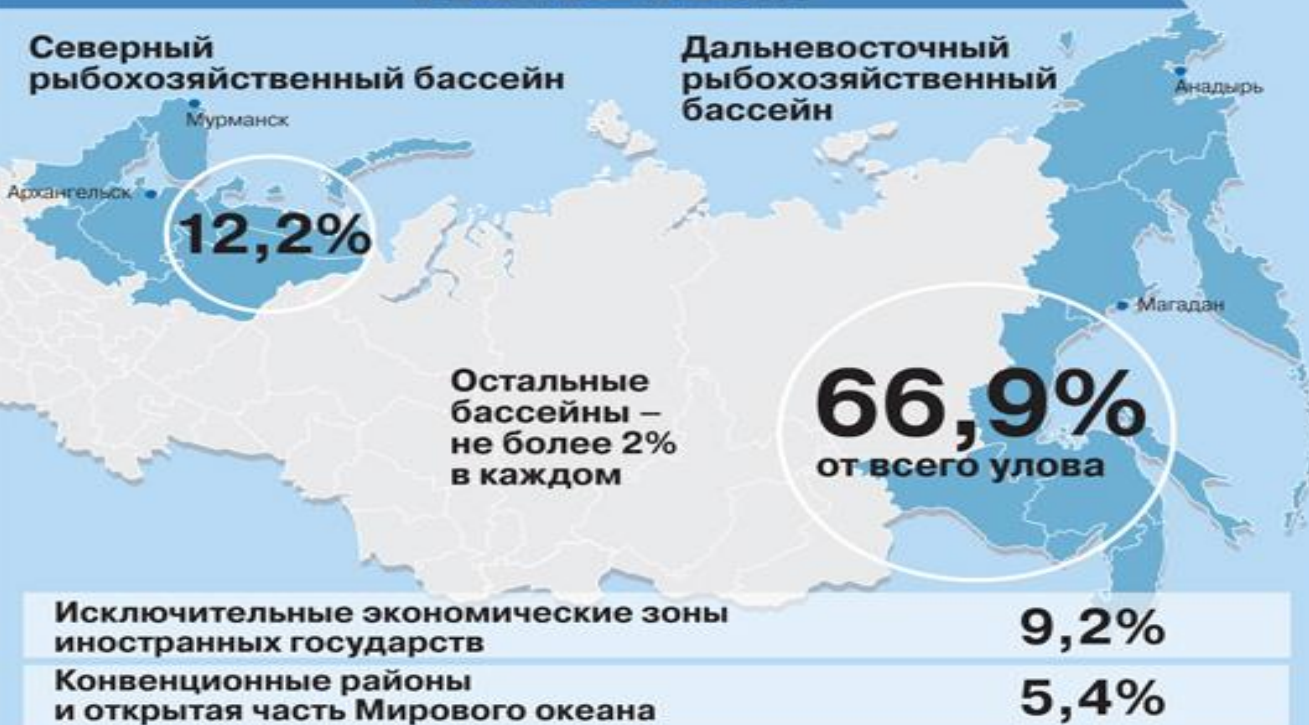 Северный
рыбохозяйственный бассейн
Дальневосточный
рыбохозяйственный
бассейн
Анадырь
Мурманск
Архангельск
12,2%
Магадан
66,9%
от всего улова
Остальные
бассейны –
не более 2%
в каждом
Исключительные экономические зоны
иностранных государств
9,2%
Конвенционные районы
и открытая часть Мирового океана
5,4%